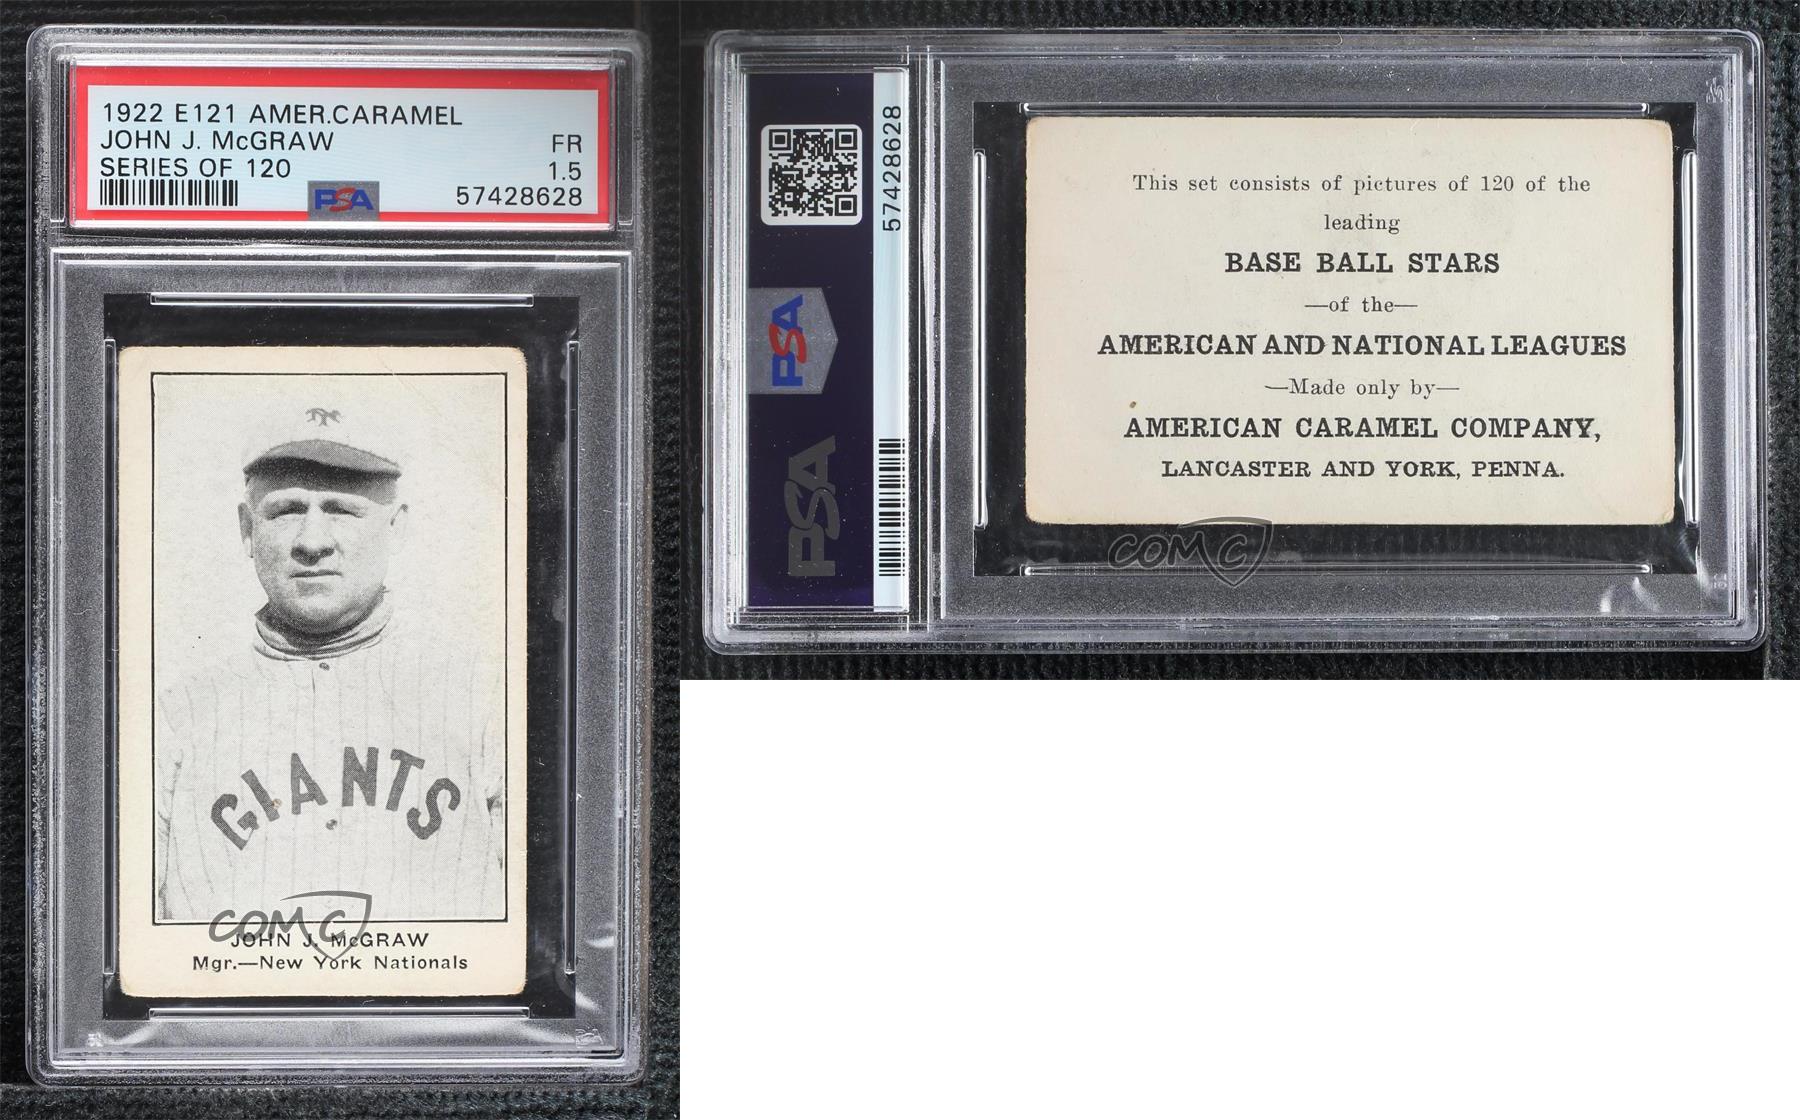 1922 E121 AMER.CARAMEL
JOHN J. McGRAW FR
SERIES OF 120 1.5
PSA 57428628
GIANTS
COMC
JOHN J. McGRAW
Mgr.—New York Nationals
57428628
PSA
PSA
This set consists of pictures of 120 of the
leading
BASE BALL STARS
—of the—
AMERICAN AND NATIONAL LEAGUES
—Made only by—
AMERICAN CARAMEL COMPANY,
LANCASTER AND YORK, PENNA.
COMC